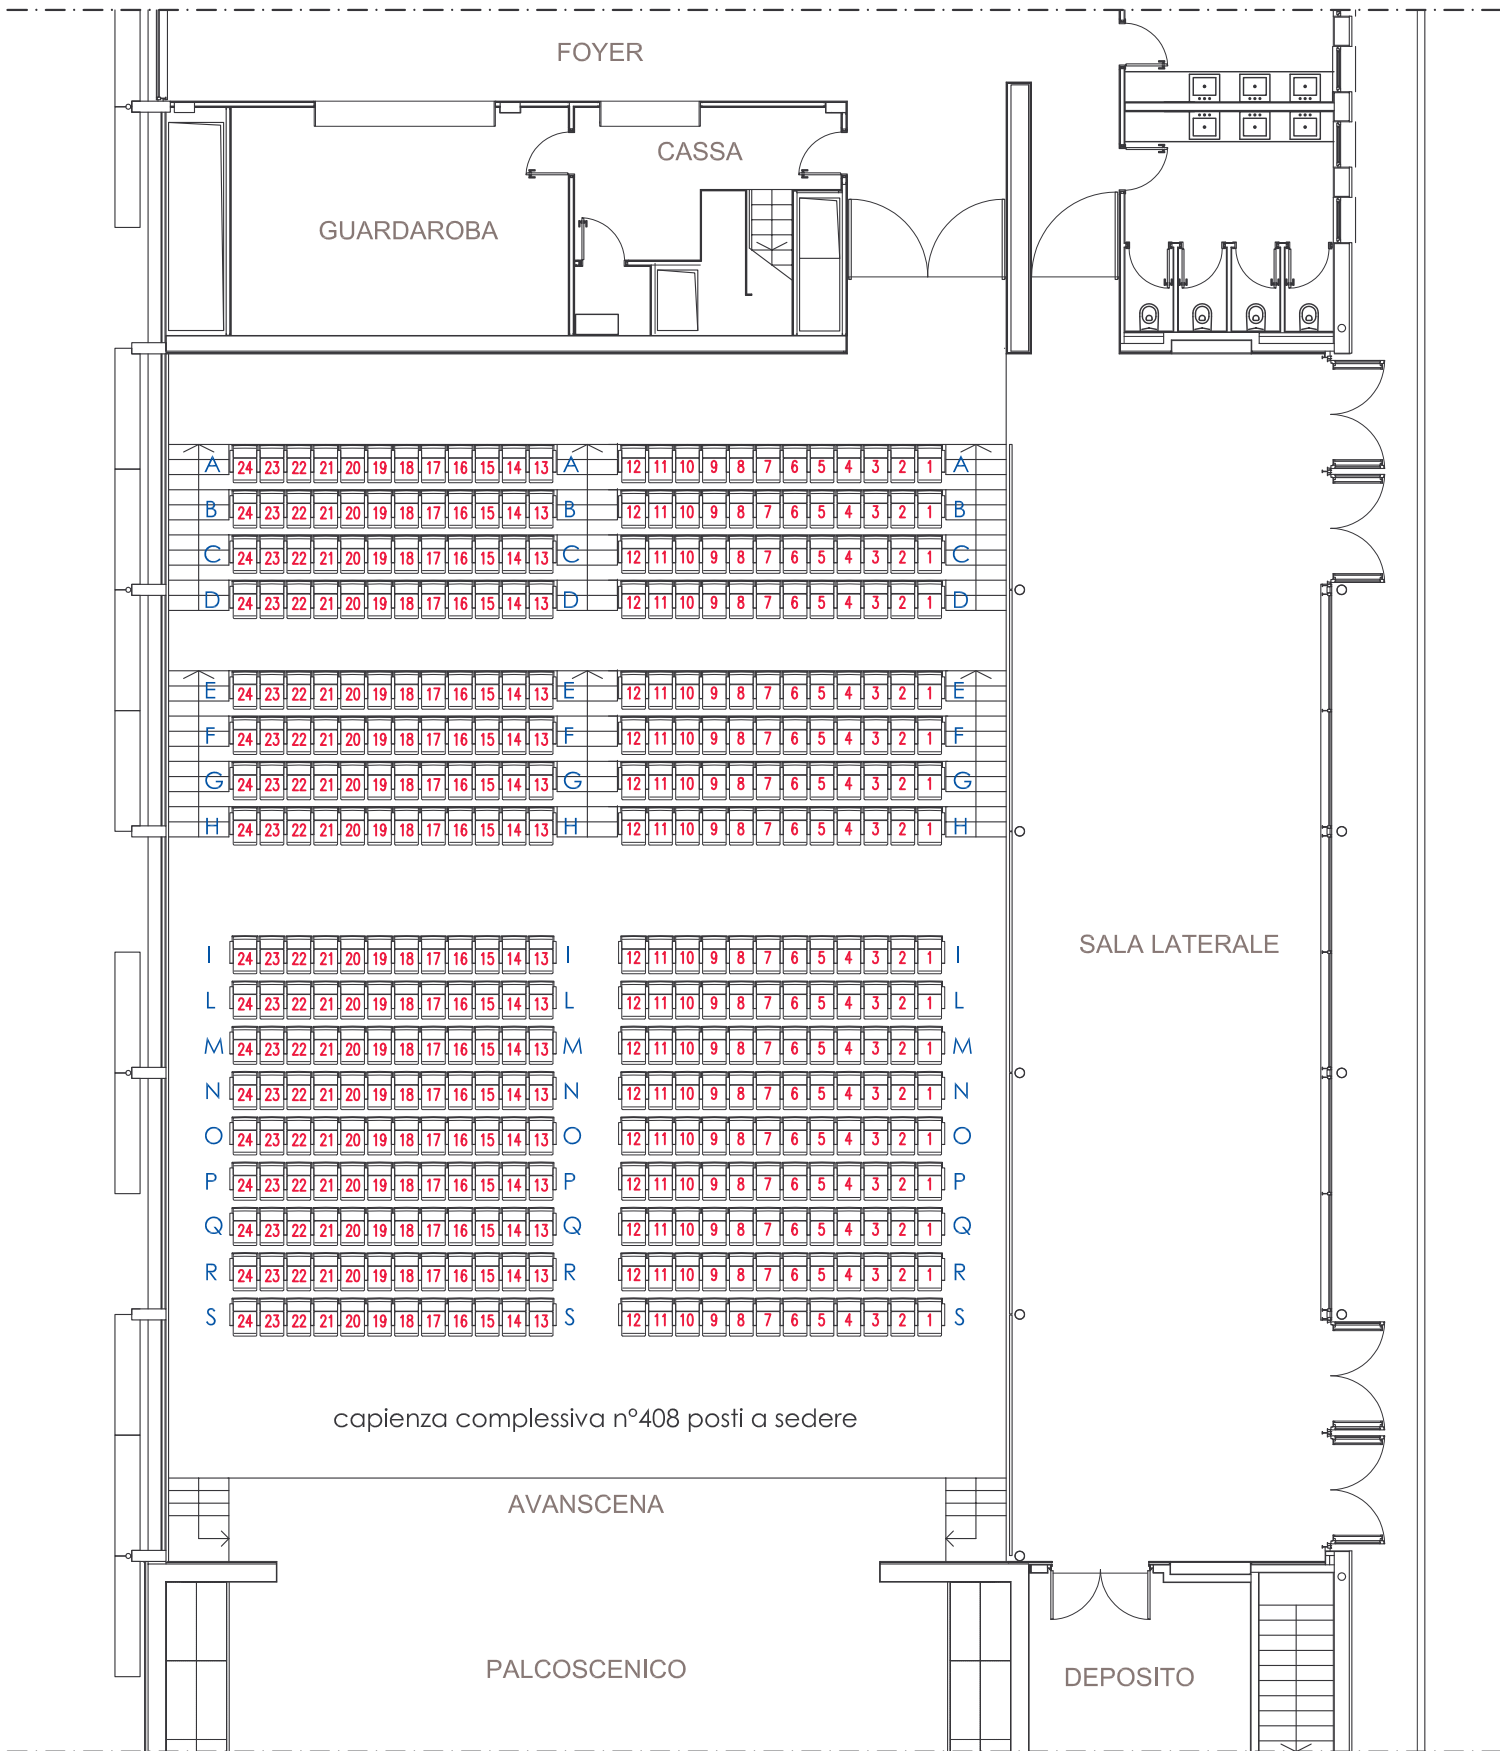 FOYER
CASSA
GUARDAROBA
A 24 23 22 21 20 19 18 17 16 15 14 13 A 12 11 10 9 8 7 6 5 4 3 2 1 A
B 24 23 22 21 20 19 18 17 16 15 14 13 B 12 11 10 9 8 7 6 5 4 3 2 1 B
C 24 23 22 21 20 19 18 17 16 15 14 13 C 12 11 10 9 8 7 6 5 4 3 2 1 C
D 24 23 22 21 20 19 18 17 16 15 14 13 D 12 11 10 9 8 7 6 5 4 3 2 1 D
E 24 23 22 21 20 19 18 17 16 15 14 13 E 12 11 10 9 8 7 6 5 4 3 2 1 E
F 24 23 22 21 20 19 18 17 16 15 14 13 F 12 11 10 9 8 7 6 5 4 3 2 1 F
G 24 23 22 21 20 19 18 17 16 15 14 13 G 12 11 10 9 8 7 6 5 4 3 2 1 G
H 24 23 22 21 20 19 18 17 16 15 14 13 H 12 11 10 9 8 7 6 5 4 3 2 1 H
I 24 23 22 21 20 19 18 17 16 15 14 13 I 12 11 10 9 8 7 6 5 4 3 2 1 I
SALA LATERALE
L 24 23 22 21 20 19 18 17 16 15 14 13 L 12 11 10 9 8 7 6 5 4 3 2 1 L
M 24 23 22 21 20 19 18 17 16 15 14 13 M 12 11 10 9 8 7 6 5 4 3 2 1 M
N 24 23 22 21 20 19 18 17 16 15 14 13 N 12 11 10 9 8 7 6 5 4 3 2 1 N
O 24 23 22 21 20 19 18 17 16 15 14 13 O 12 11 10 9 8 7 6 5 4 3 2 1 O
P 24 23 22 21 20 19 18 17 16 15 14 13 P 12 11 10 9 8 7 6 5 4 3 2 1 P
Q 24 23 22 21 20 19 18 17 16 15 14 13 Q 12 11 10 9 8 7 6 5 4 3 2 1 Q
R 24 23 22 21 20 19 18 17 16 15 14 13 R 12 11 10 9 8 7 6 5 4 3 2 1 R
S 24 23 22 21 20 19 18 17 16 15 14 13 S 12 11 10 9 8 7 6 5 4 3 2 1 S
capienza complessiva n°408 posti a sedere
AVANSCENA
PALCOSCENICO
DEPOSITO